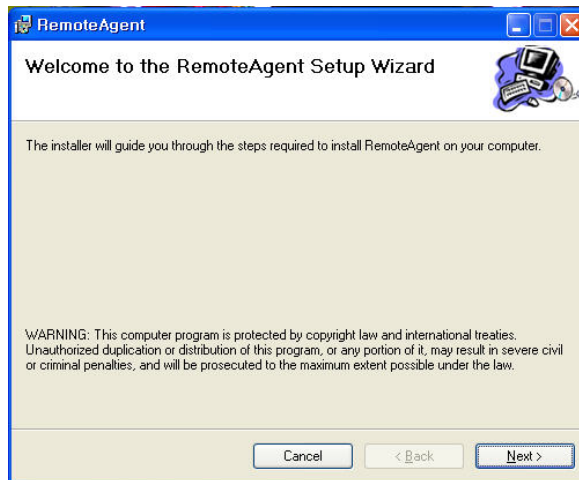 RemoteAgent
Welcome to the RemoteAgent Setup Wizard
The installer will guide you through the steps required to install RemoteAgent on your computer.
WARNING: This computer program is protected by copyright law and international treaties.
Unauthorized duplication or distribution of this program, or any portion of it, may result in severe civil
or criminal penalties, and will be prosecuted to the maximum extent possible under the law.
Cancel
< Back
Next >